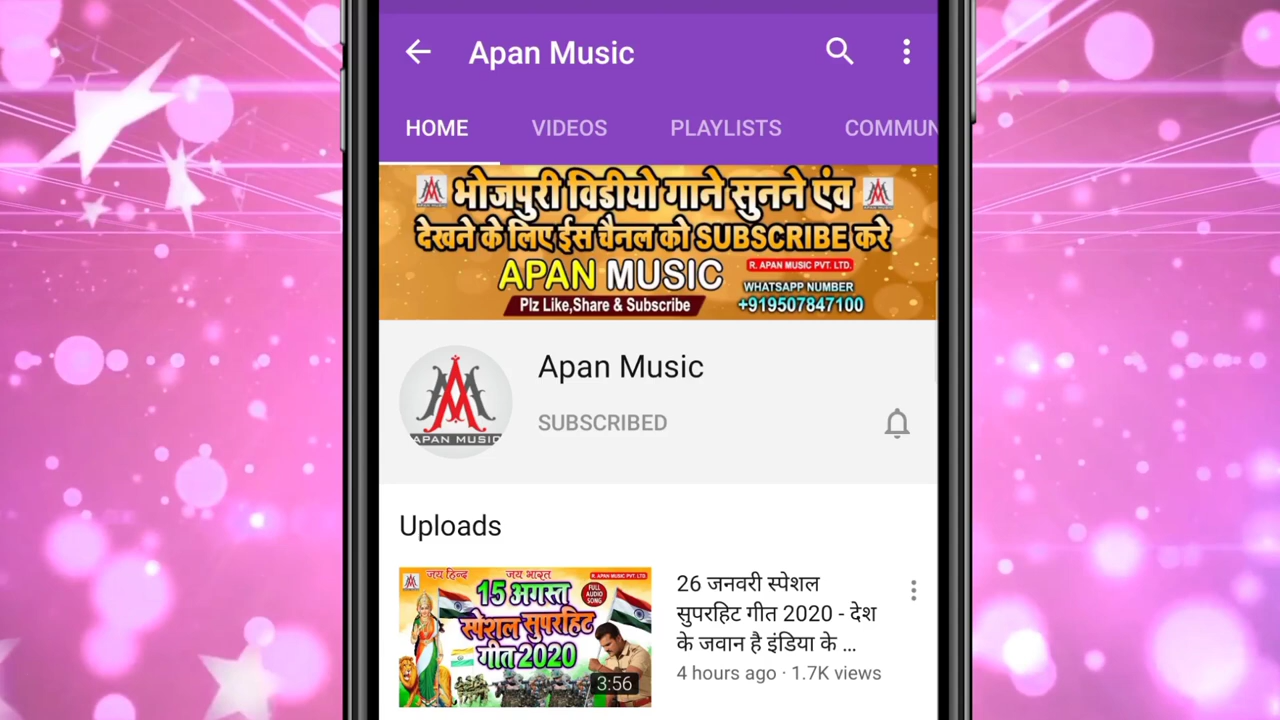 Apan Music
HOME VIDEOS PLAYLISTS COMMUN
भोजपुरी विडीयो गाने सुनने एंव
देखने के लिए ईस चैनल को SUBSCRIBE करे
APAN MUSIC
R. APAN MUSIC PVT. LTD.
WHATSAPP NUMBER
Plz Like,Share & Subscribe
+919507847100
Apan Music
SUBSCRIBED
APAN MUSIC
Uploads
जय हिन्द जय भारत
R. APAN MUSIC PVT. LTD
15 अगस्त
FULL
AUDIO
SONG
स्पेशल सुपरहिट
गीत 2020
3:56
26 जनवरी स्पेशल
सुपरहिट गीत 2020 - देश
के जवान है इंडिया के ...
4 hours ago · 1.7K views